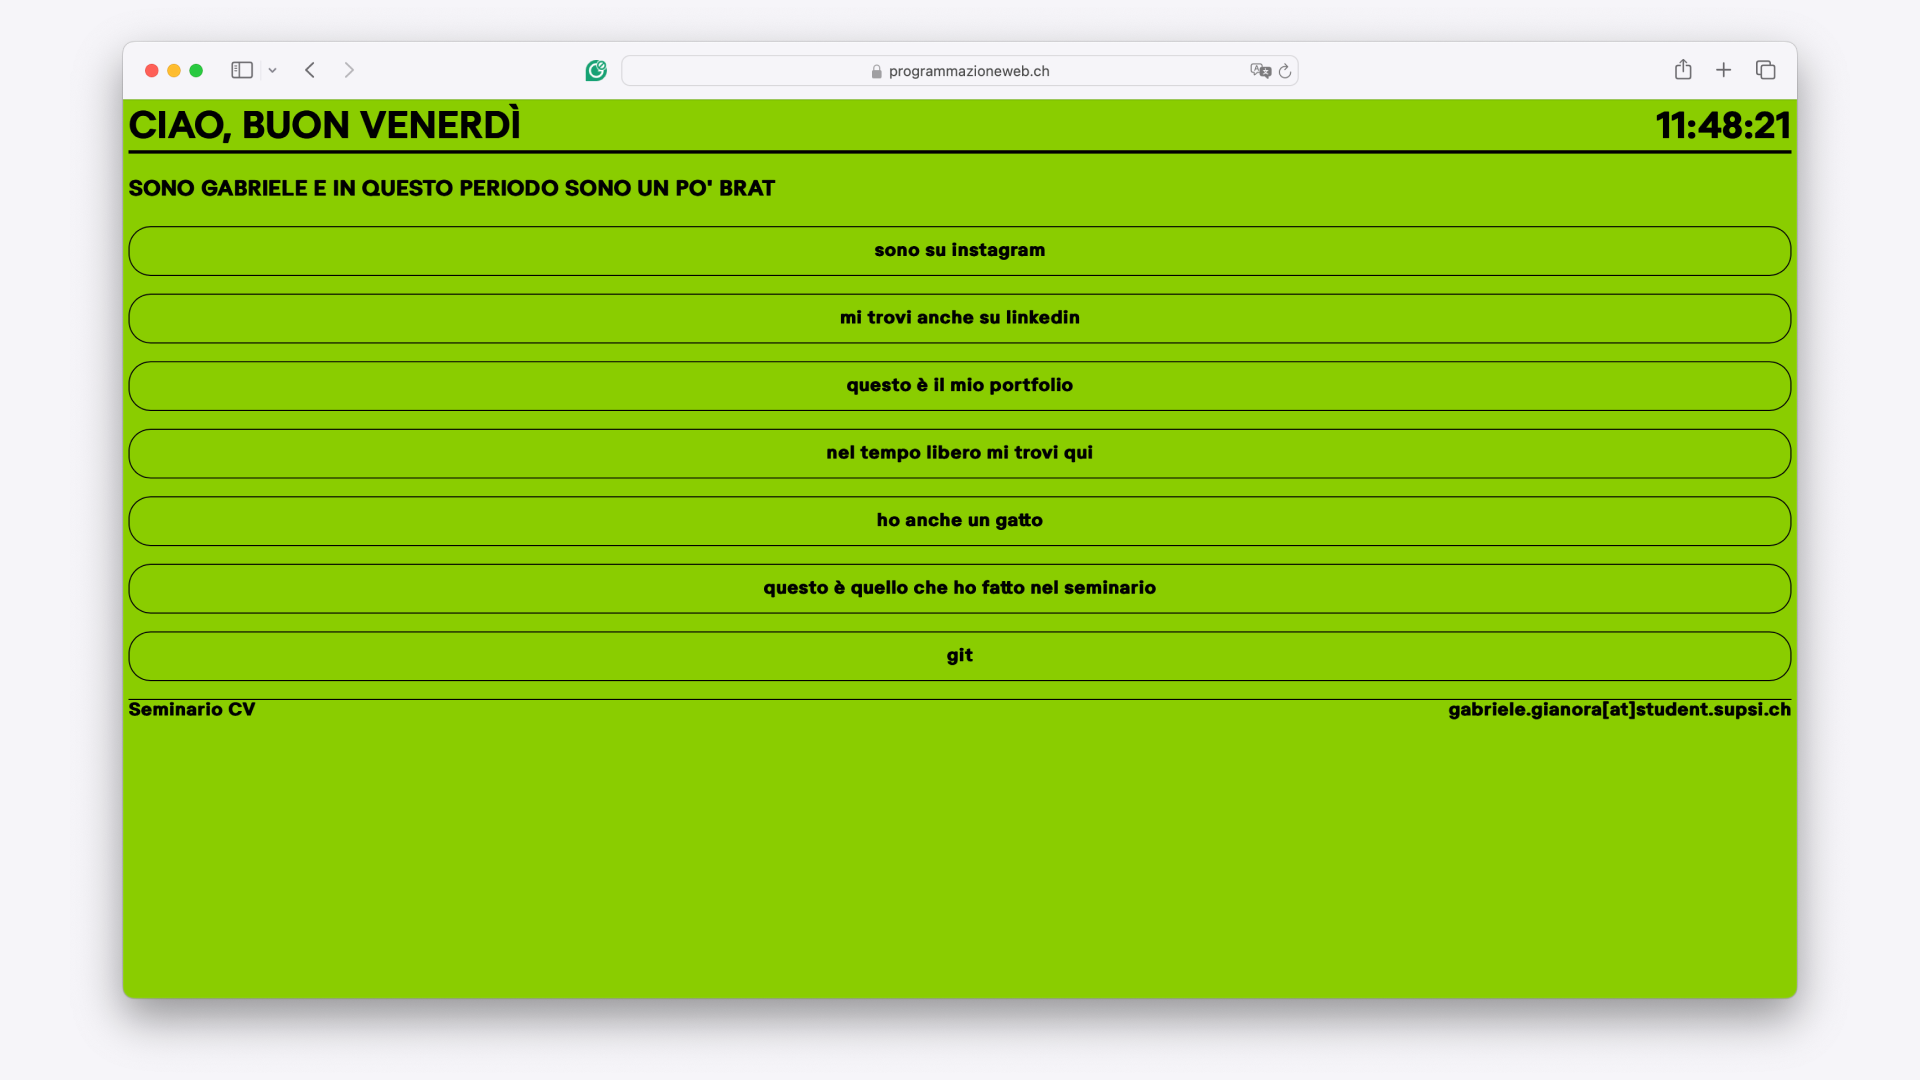 programmazioneweb.ch
CIAO, BUON VENERDÌ
11:48:21
SONO GABRIELE E IN QUESTO PERIODO SONO UN PO' BRAT
sono su instagram
mi trovi anche su linkedin
questo è il mio portfolio
nel tempo libero mi trovi qui
ho anche un gatto
questo è quello che ho fatto nel seminario
git
Seminario CV
gabriele.gianora[at]student.supsi.ch